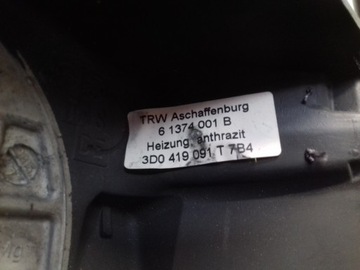 TRW Aschaffenburg
6 1374 001 B
Heizung, anthrazit
3D0 419 091 T 7B4